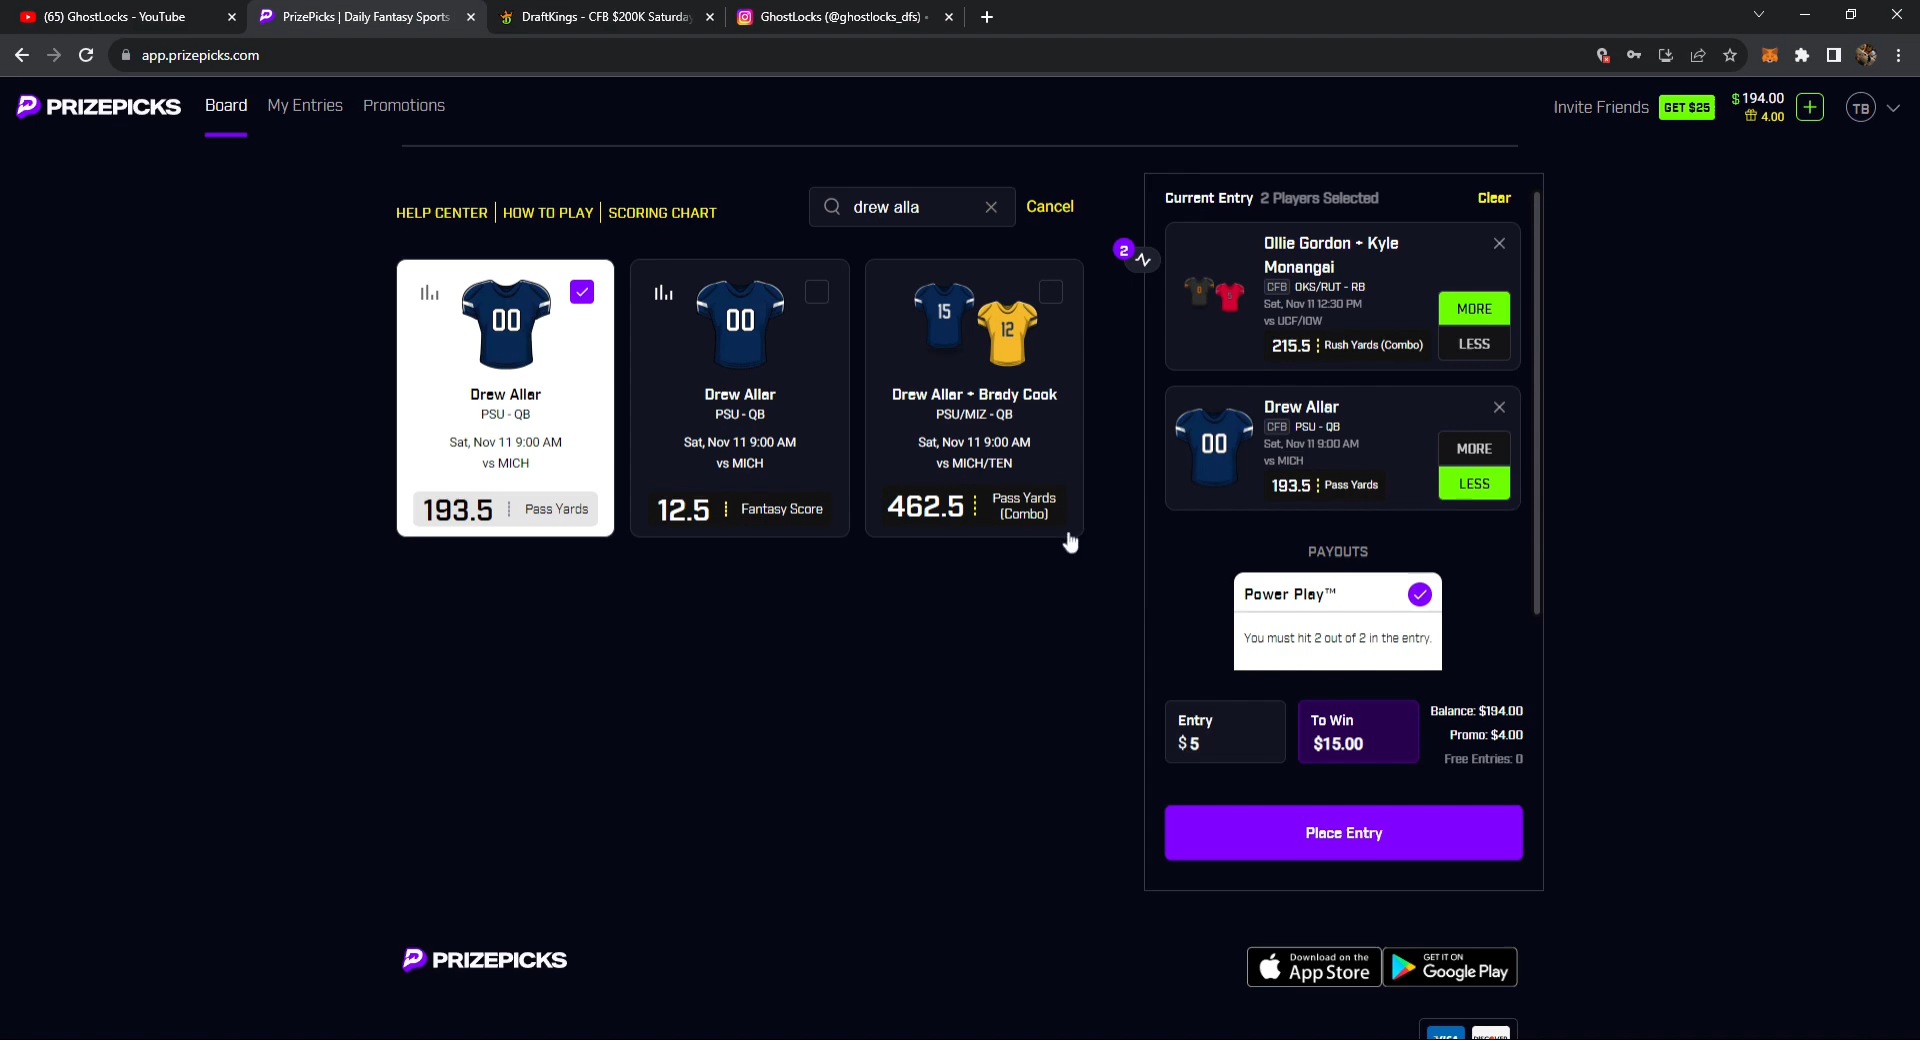 (65) GhostLocks - YouTube
PrizePicks | Daily Fantasy Sports
DraftKings - CFB $200K Saturday
GhostLocks (@ghostlocks_dfs) •
app.prizepicks.com
PRIZEPICKS
Board
My Entries
Promotions
Invite Friends
GET $25
$194.00
4.00
TB
HELP CENTER
HOW TO PLAY
SCORING CHART
drew alla
Cancel
00
Drew Allar
PSU - QB
Sat, Nov 11 9:00 AM
vs MICH
193.5
Pass Yards
00
Drew Allar
PSU - QB
Sat, Nov 11 9:00 AM
vs MICH
12.5
Fantasy Score
15
12
Drew Allar + Brady Cook
PSU/MIZ - QB
Sat, Nov 11 9:00 AM
vs MICH/TEN
462.5
Pass Yards
(Combo)
2
Current Entry 2 Players Selected
Clear
Ollie Gordon + Kyle
Monangai
CFB OKS/RUT - RB
Sat, Nov 11 12:30 PM
vs UCF/IOW
215.5 Rush Yards (Combo)
MORE
LESS
00
Drew Allar
CFB PSU - QB
Sat, Nov 11 9:00 AM
vs MICH
193.5 Pass Yards
MORE
LESS
PAYOUTS
Power Play™
You must hit 2 out of 2 in the entry.
Entry
$ 5
To Win
$15.00
Balance: $194.00
Promo: $4.00
Free Entries: 0
Place Entry
PRIZEPICKS
Download on the
App Store
GET IT ON
Google Play
VISA
DISCOVER